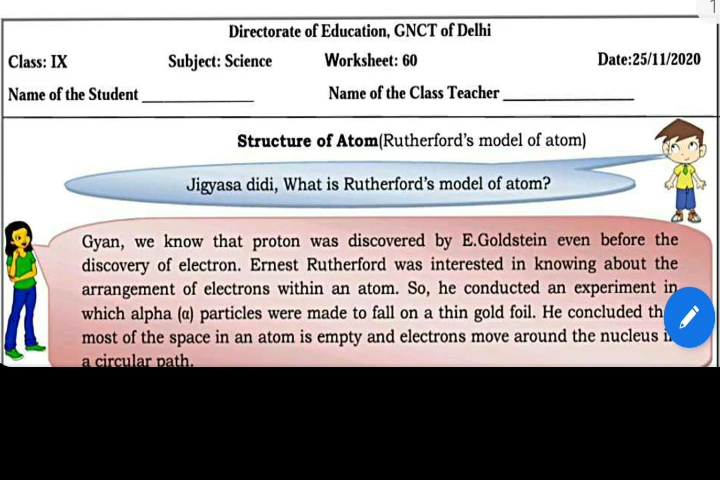 1
Directorate of Education, GNCT of Delhi
Class: IX Subject: Science Worksheet: 60 Date:25/11/2020
Name of the Student ______________ Name of the Class Teacher ________________
Structure of Atom(Rutherford's model of atom)
Jigyasa didi, What is Rutherford's model of atom?
Gyan, we know that proton was discovered by E.Goldstein even before the
discovery of electron. Ernest Rutherford was interested in knowing about the
arrangement of electrons within an atom. So, he conducted an experiment in
which alpha (α) particles were made to fall on a thin gold foil. He concluded
most of the space in an atom is empty and electrons move around the nucleus
a circular path.